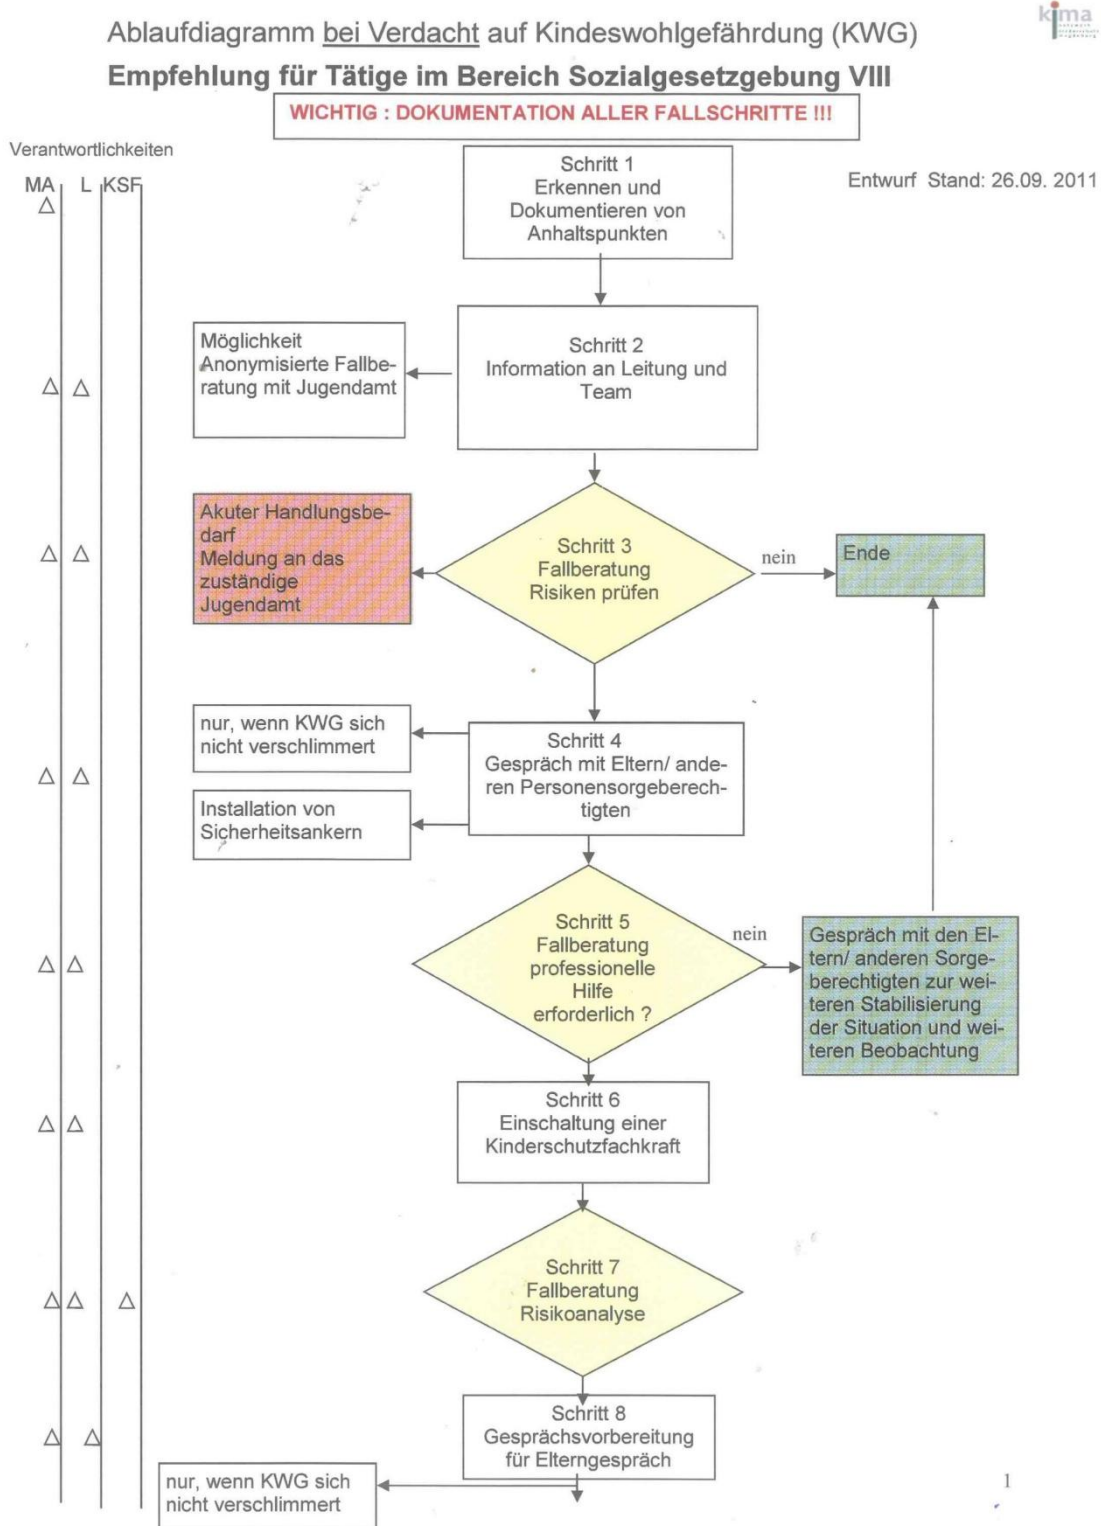 kima
Ablaufdiagramm bei Verdacht auf Kindeswohlgefährdung (KWG)
Empfehlung für Tätige im Bereich Sozialgesetzgebung VIII
WICHTIG : DOKUMENTATION ALLER FALLSCHRITTE !!!
Verantwortlichkeiten
MA L KSF
Entwurf Stand: 26.09. 2011
Schritt 1
Erkennen und
Dokumentieren von
Anhaltspunkten
Möglichkeit
Anonymisierte Fallbe-
ratung mit Jugendamt
Schritt 2
Information an Leitung und
Team
Akuter Handlungsbe-
darf
Meldung an das
zuständige
Jugendamt
Schritt 3
Fallberatung
Risiken prüfen
nein
Ende
nur, wenn KWG sich
nicht verschlimmert
Installation von
Sicherheitsankern
Schritt 4
Gespräch mit Eltern/ ande-
ren Personensorgeberech-
tigten
Schritt 5
Fallberatung
professionelle
Hilfe
erforderlich ?
nein
Gespräch mit den El-
tern/ anderen Sorge-
berechtigten zur wei-
teren Stabilisierung
der Situation und wei-
teren Beobachtung
Schritt 6
Einschaltung einer
Kinderschutzfachkraft
Schritt 7
Fallberatung
Risikoanalyse
Schritt 8
Gesprächsvorbereitung
für Elterngespräch
nur, wenn KWG sich
nicht verschlimmert
1